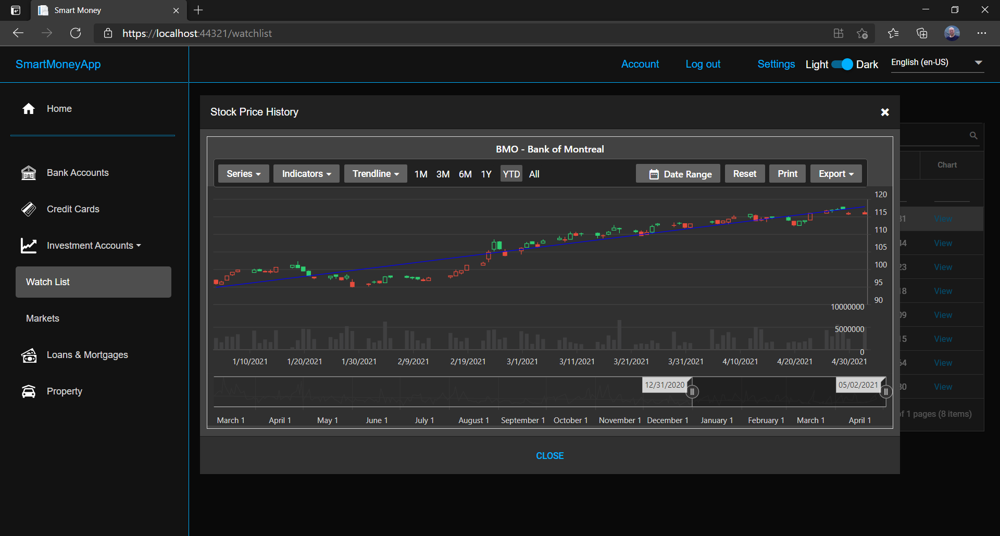 Smart Money
https://localhost:44321/watchlist
SmartMoneyApp
Account Log out Settings Light Dark English (en-US)
Home
Bank Accounts
Credit Cards
Investment Accounts
Watch List
Markets
Loans & Mortgages
Property
Stock Price History
BMO - Bank of Montreal
Series Indicators Trendline 1M 3M 6M 1Y YTD All Date Range Reset Print Export
120
115
110
105
100
95
90
10000000
5000000
0
1/10/2021 1/20/2021 1/30/2021 2/9/2021 2/19/2021 3/1/2021 3/11/2021 3/21/2021 3/31/2021 4/10/2021 4/20/2021 4/30/2021
12/31/2020 05/02/2021
March 1 April 1 May 1 June 1 July 1 August 1 September 1 October 1 November 1 December 1 January 1 February 1 March 1 April 1
CLOSE
Chart
31 View
44 View
23 View
18 View
09 View
15 View
64 View
30 View
of 1 pages (8 items)